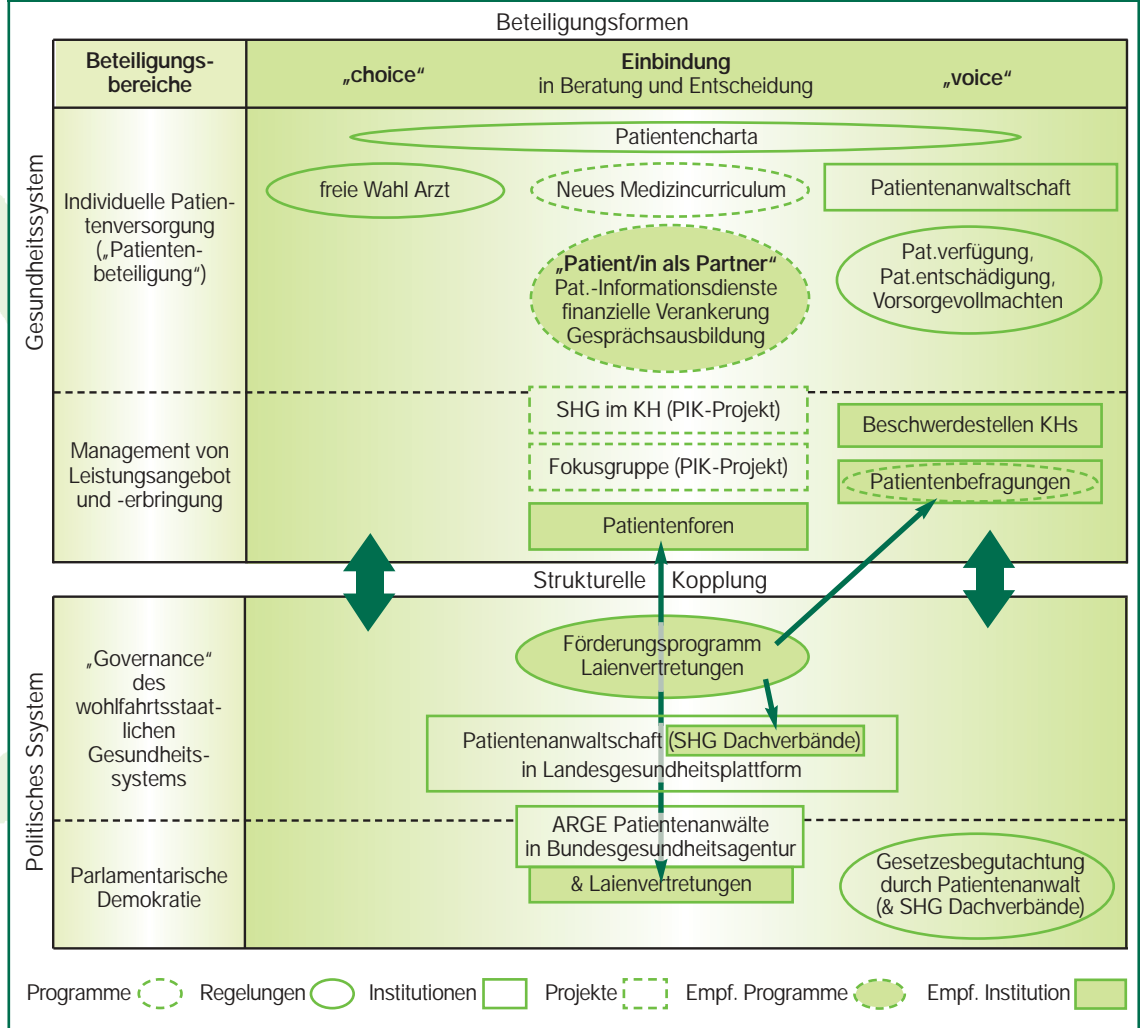 Beteiligungsformen
Beteiligungs-
bereiche
„choice“
Einbindung
in Beratung und Entscheidung
„voice“
Gesundheitssystem
Individuelle Patien-
tenversorgung
(„Patienten-
beteiligung“)
Patientencharta
freie Wahl Arzt
Neues Medizincurriculum
Patientenanwaltschaft
„Patient/in als Partner“
Pat.-Informationsdienste
finanzielle Verankerung
Gesprächsausbildung
Pat.verfügung,
Pat.entschädigung,
Vorsorgevollmachten
Management von
Leistungsangebot
und -erbringung
SHG im KH (PIK-Projekt)
Fokusgruppe (PIK-Projekt)
Patientenforen
Beschwerdestellen KHs
Patientenbefragungen
Strukturelle Kopplung
Politisches Ssystem
„Governance“
des
wohlfahrtsstaat-
lichen
Gesundheits-
systems
Förderungsprogramm
Laienvertretungen
Patientenanwaltschaft (SHG Dachverbände)
in Landesgesundheitsplattform
Parlamentarische
Demokratie
ARGE Patientenanwälte
in Bundesgesundheitsagentur
& Laienvertretungen
Gesetzesbegutachtung
durch Patientenanwalt
(& SHG Dachverbände)
Programme Regelungen Institutionen Projekte Empf. Programme Empf. Institution